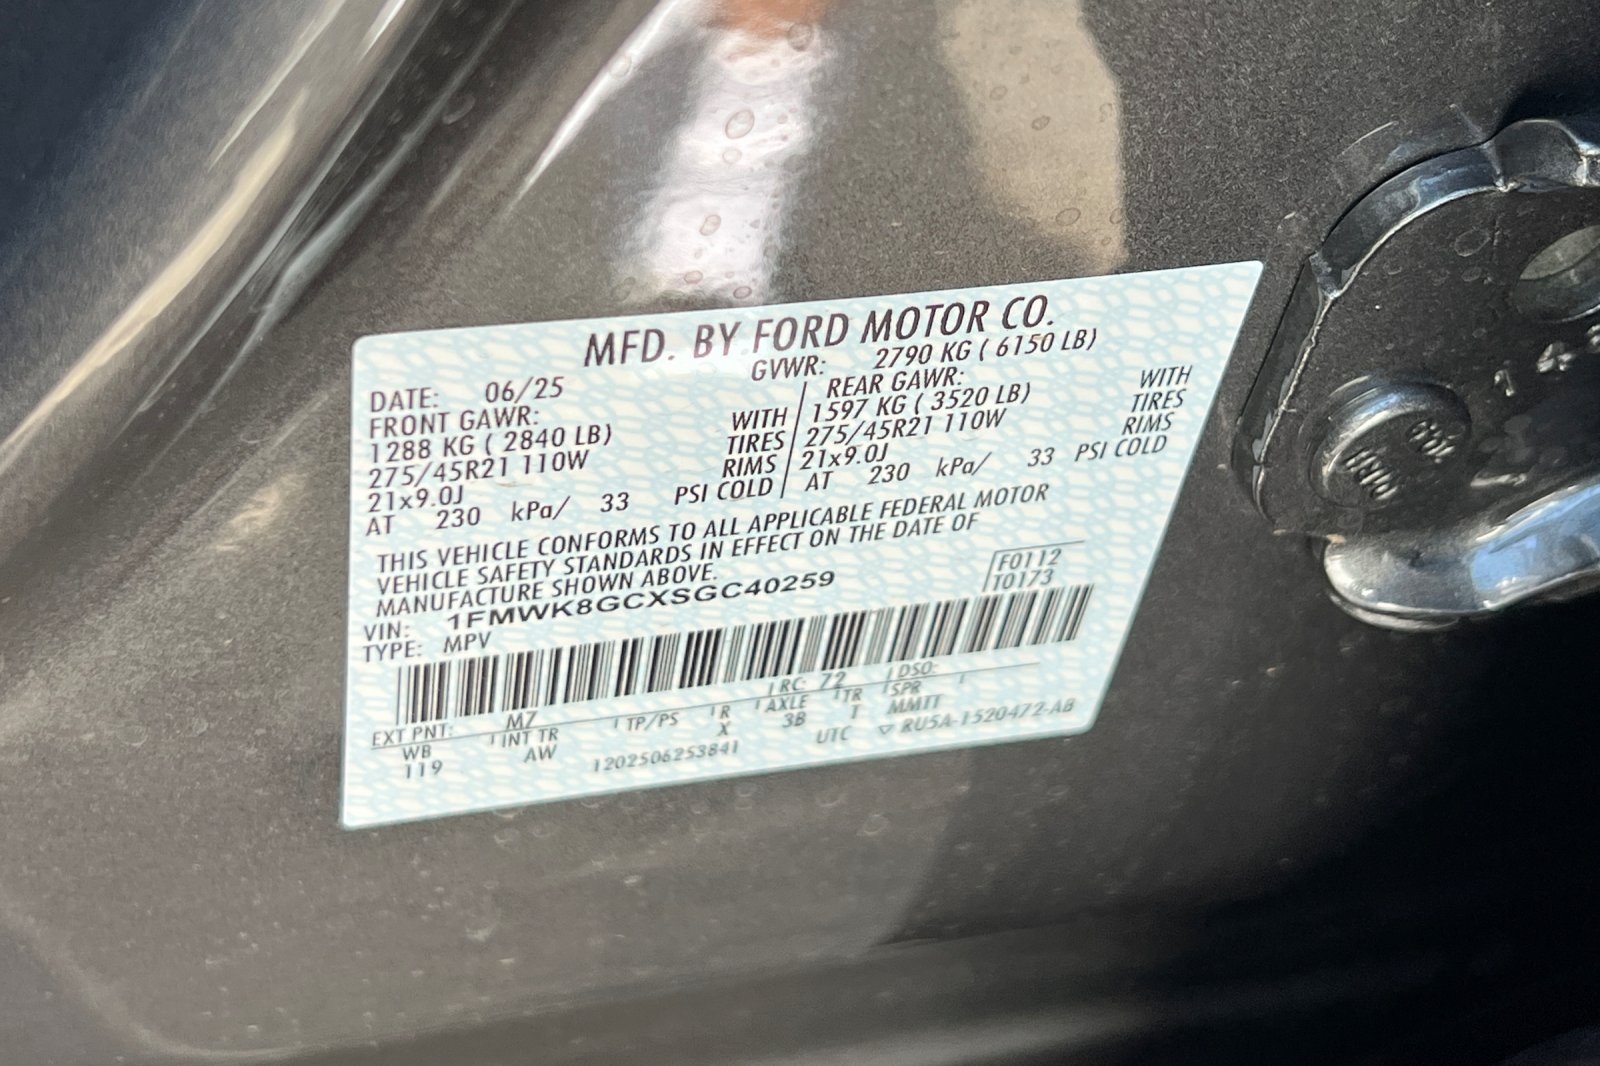 MFD. BY FORD MOTOR CO.
DATE: 06/25 GVWR: 2790 KG ( 6150 LB)
FRONT GAWR: REAR GAWR:
1288 KG ( 2840 LB) WITH 1597 KG ( 3520 LB) WITH
275/45R21 110W TIRES 275/45R21 110W TIRES
21x9.0J RIMS 21x9.0J RIMS
AT 230 kPa/ 33 PSI COLD AT 230 kPa/ 33 PSI COLD
THIS VEHICLE CONFORMS TO ALL APPLICABLE FEDERAL MOTOR
VEHICLE SAFETY STANDARDS IN EFFECT ON THE DATE OF
MANUFACTURE SHOWN ABOVE.
VIN: 1FMWK8GCXSGC40259 F0112
TYPE: MPV T0173
EXT PNT: M7 RC: 72 DSO:
WB INT TR TP/PS R AXLE TR SPR
119 AW X 3B T MMTT
1202506253841 UTC ▽ RU5A-1520472-AB